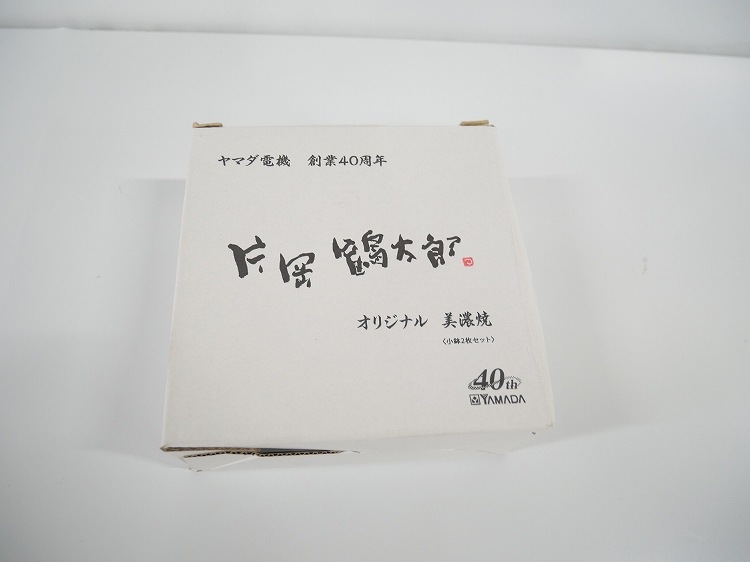 ヤマダ電機 創業40周年
片岡鶴太郎
オリジナル 美濃焼
〈小鉢2枚セット〉
40th
YAMADA